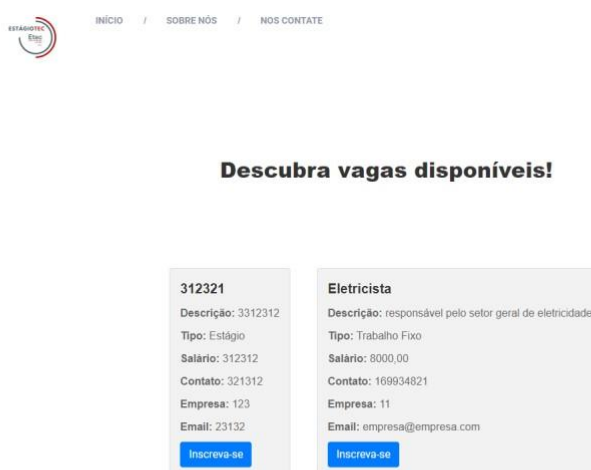 ESTÁGIOTEC
Etec
INÍCIO / SOBRE NÓS / NOS CONTATE
Descubra vagas disponíveis!
312321
Descrição: 3312312
Tipo: Estágio
Salário: 312312
Contato: 321312
Empresa: 123
Email: 23132
Inscreva-se
Eletricista
Descrição: responsável pelo setor geral de eletricidade
Tipo: Trabalho Fixo
Salário: 8000,00
Contato: 169934821
Empresa: 11
Email: empresa@empresa.com
Inscreva-se